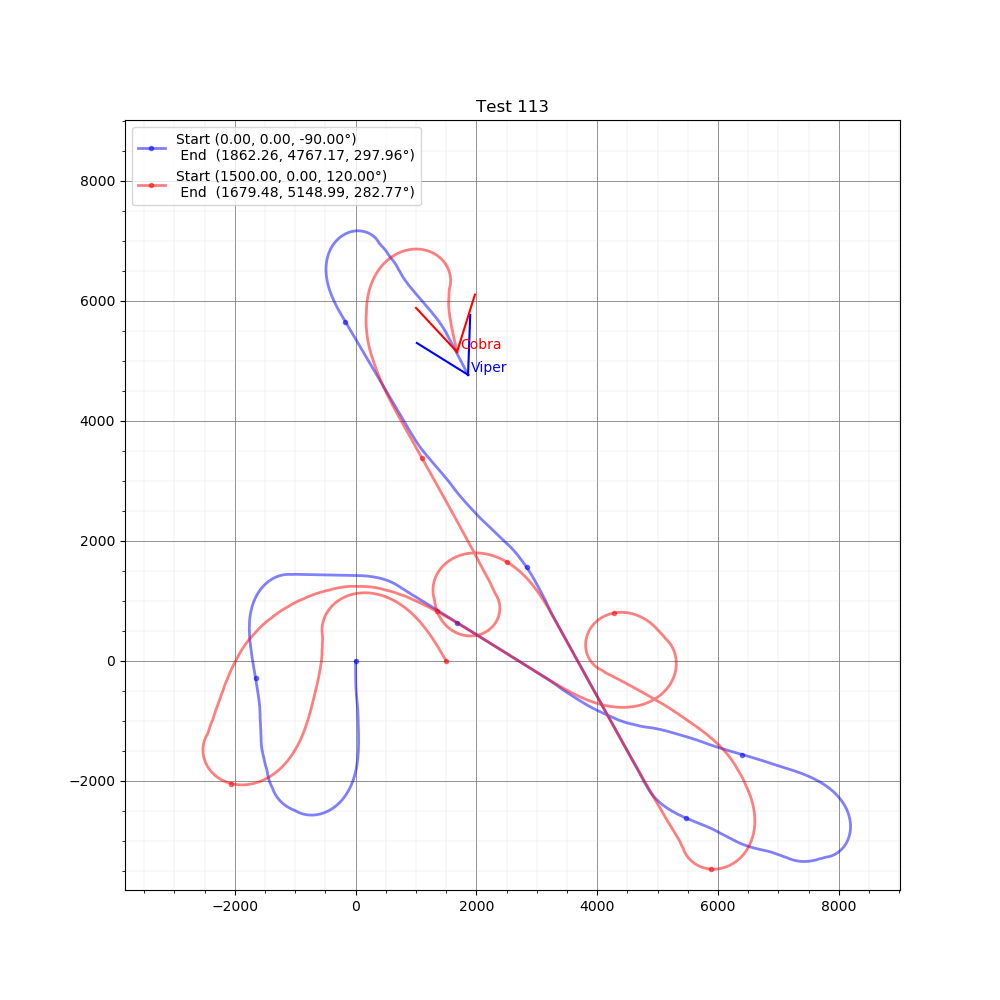 Test 113
Start (0.00, 0.00, -90.00°)
End  (1862.26, 4767.17, 297.96°)
Start (1500.00, 0.00, 120.00°)
End  (1679.48, 5148.99, 282.77°)
8000
6000
4000
2000
0
−2000
Cobra
Viper
−2000 0 2000 4000 6000 8000